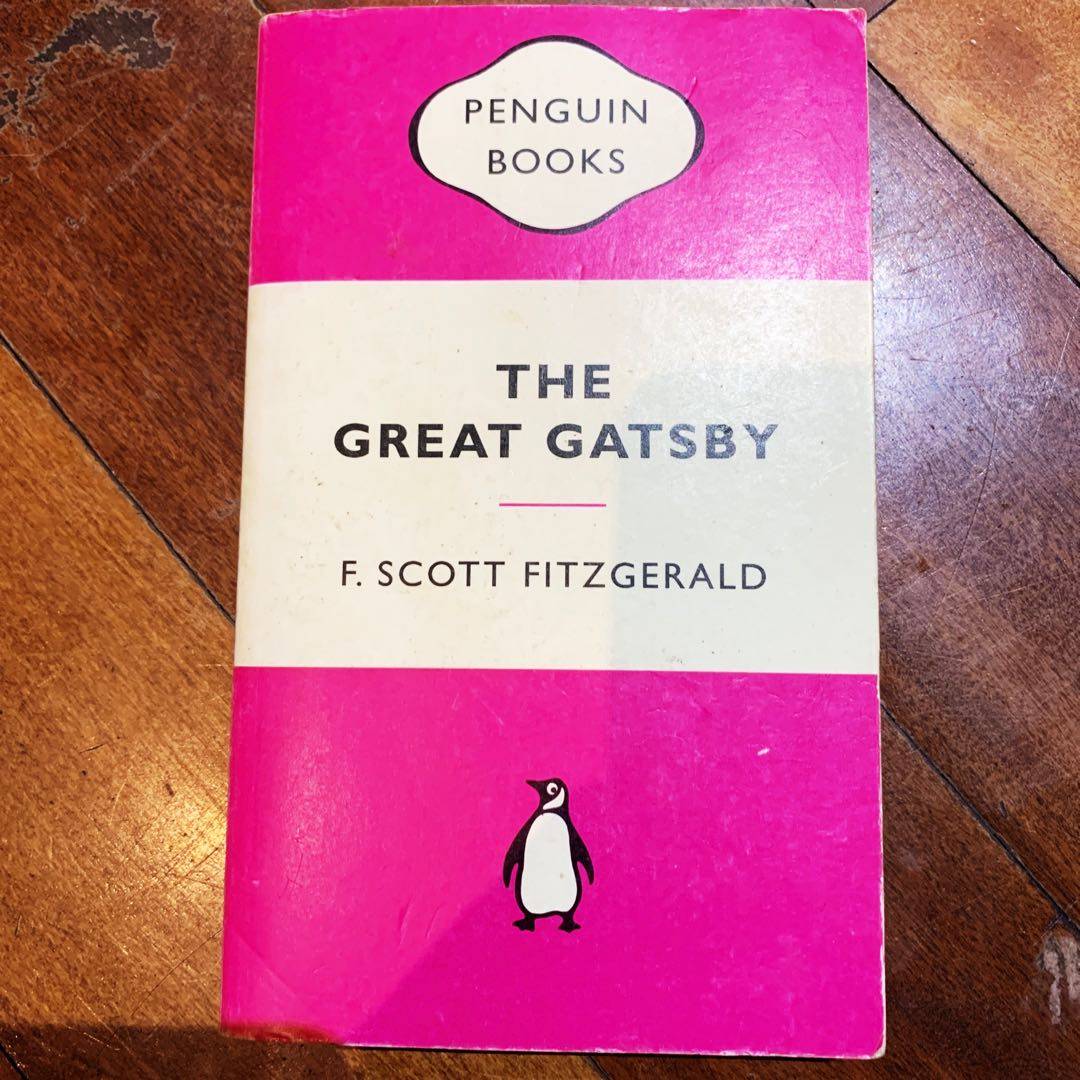 PENGUIN
BOOKS
THE
GREAT GATSBY
F. SCOTT FITZGERALD